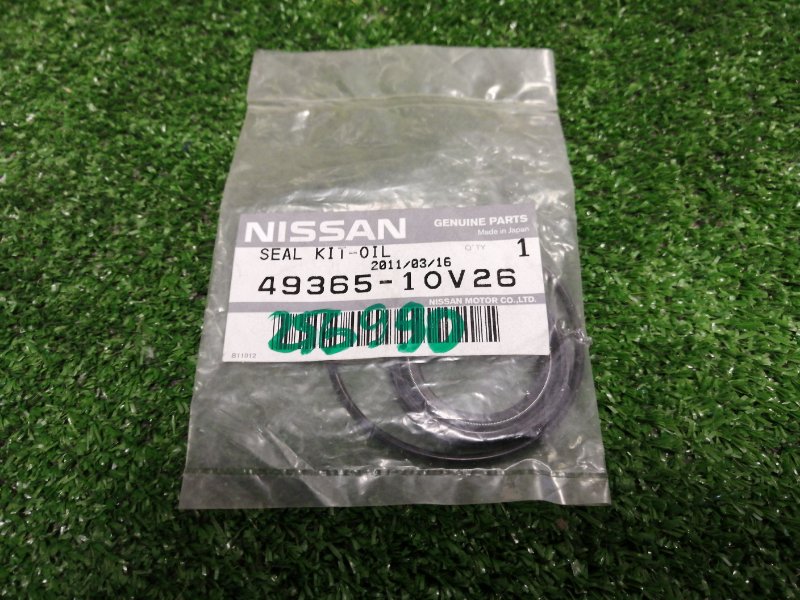 NISSAN GENUINE PARTS
Made in Japan
SEAL KIT-OIL Q'TY 1
2011/03/16
49365-10V26
NISSAN MOTOR CO.,LTD.
B11012